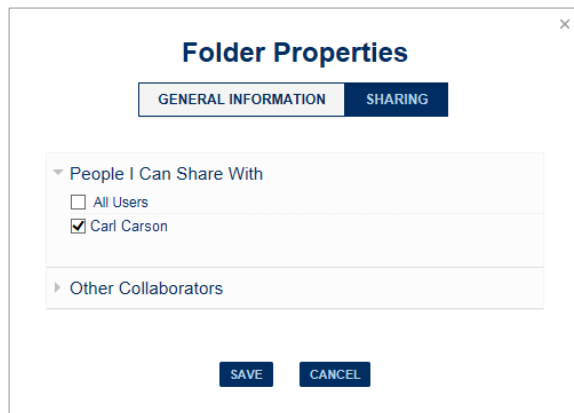 Folder Properties
GENERAL INFORMATION SHARING
People I Can Share With
All Users
Carl Carson
Other Collaborators
SAVE CANCEL